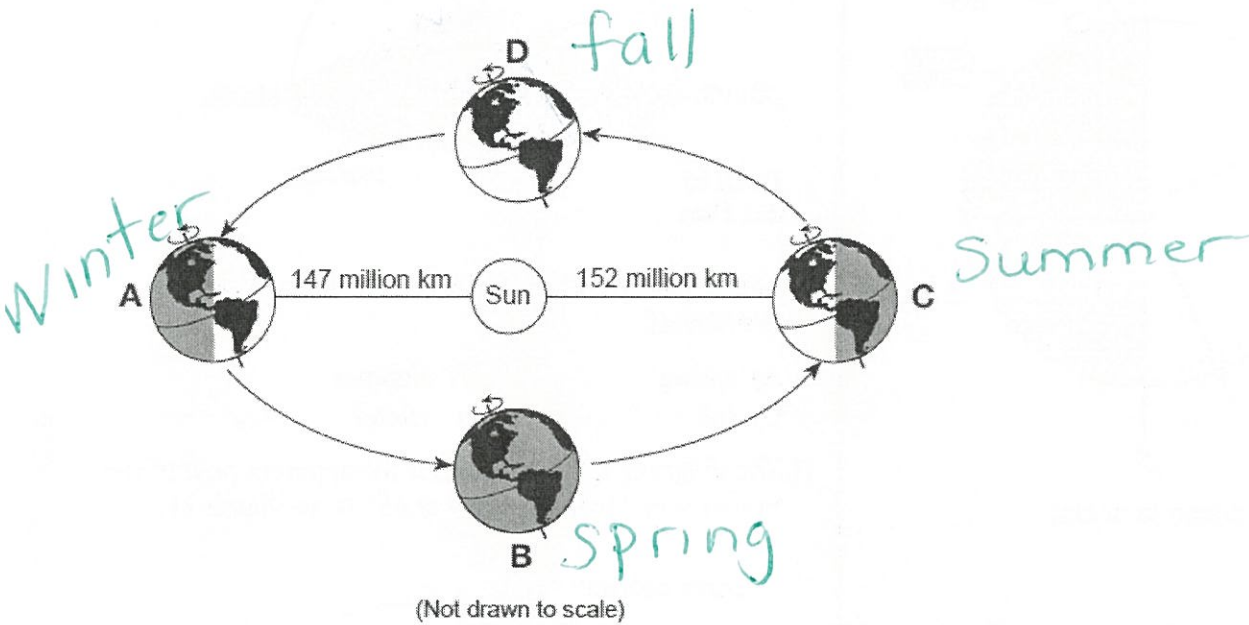 D
fall
Winter
A
147 million km
Sun
152 million km
C
Summer
B
spring
(Not drawn to scale)